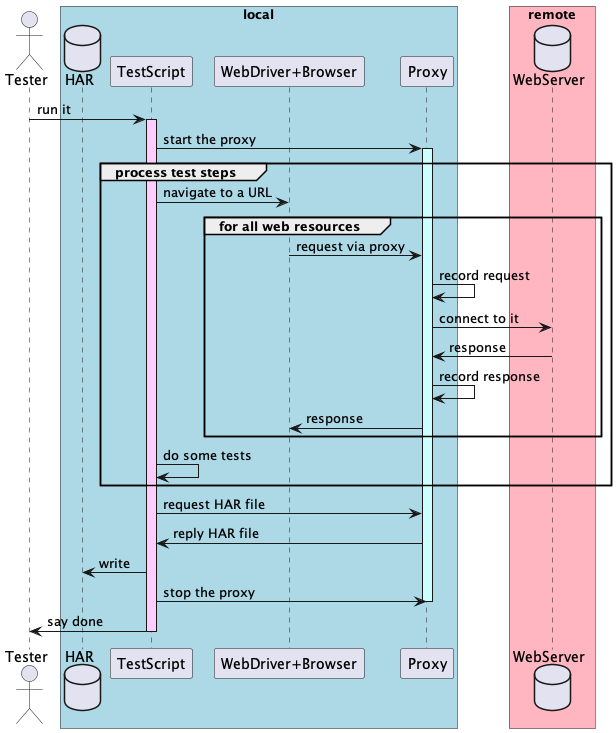 local
remote
Tester
HAR
TestScript
WebDriver+Browser
Proxy
WebServer
run it
start the proxy
process test steps
navigate to a URL
for all web resources
request via proxy
record request
connect to it
response
record response
response
do some tests
request HAR file
reply HAR file
write
stop the proxy
say done
Tester
HAR
TestScript
WebDriver+Browser
Proxy
WebServer